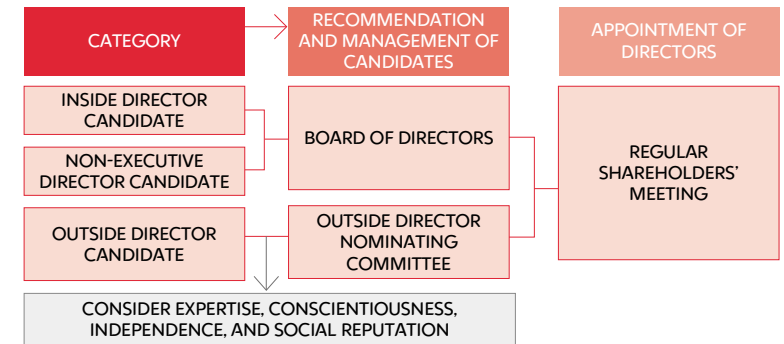 CATEGORY
RECOMMENDATION
AND MANAGEMENT OF
CANDIDATES
APPOINTMENT OF
DIRECTORS
INSIDE DIRECTOR
CANDIDATE
NON-EXECUTIVE
DIRECTOR CANDIDATE
OUTSIDE DIRECTOR
CANDIDATE
BOARD OF DIRECTORS
OUTSIDE DIRECTOR
NOMINATING
COMMITTEE
REGULAR
SHAREHOLDERS'
MEETING
CONSIDER EXPERTISE, CONSCIENTIOUSNESS,
INDEPENDENCE, AND SOCIAL REPUTATION